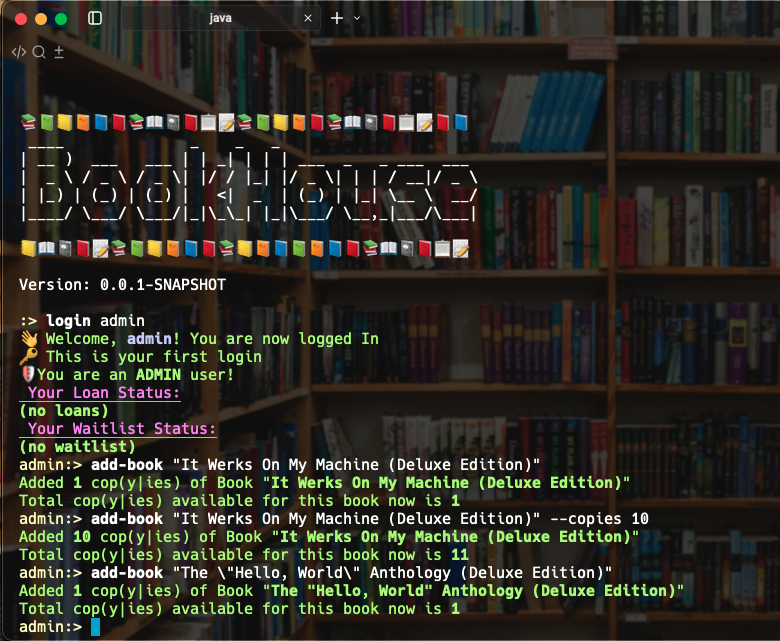 java
BookHouse
Version: 0.0.1-SNAPSHOT
:> login admin
👋 Welcome, admin! You are now logged In
🔑 This is your first login
🛡️You are an ADMIN user!
Your Loan Status:
(no loans)
Your Waitlist Status:
(no waitlist)
admin:> add-book "It Werks On My Machine (Deluxe Edition)"
Added 1 cop(y|ies) of Book "It Werks On My Machine (Deluxe Edition)"
Total cop(y|ies) available for this book now is 1
admin:> add-book "It Werks On My Machine (Deluxe Edition)" --copies 10
Added 10 cop(y|ies) of Book "It Werks On My Machine (Deluxe Edition)"
Total cop(y|ies) available for this book now is 11
admin:> add-book "The \"Hello, World\" Anthology (Deluxe Edition)"
Added 1 cop(y|ies) of Book "The "Hello, World" Anthology (Deluxe Edition)"
Total cop(y|ies) available for this book now is 1
admin:>